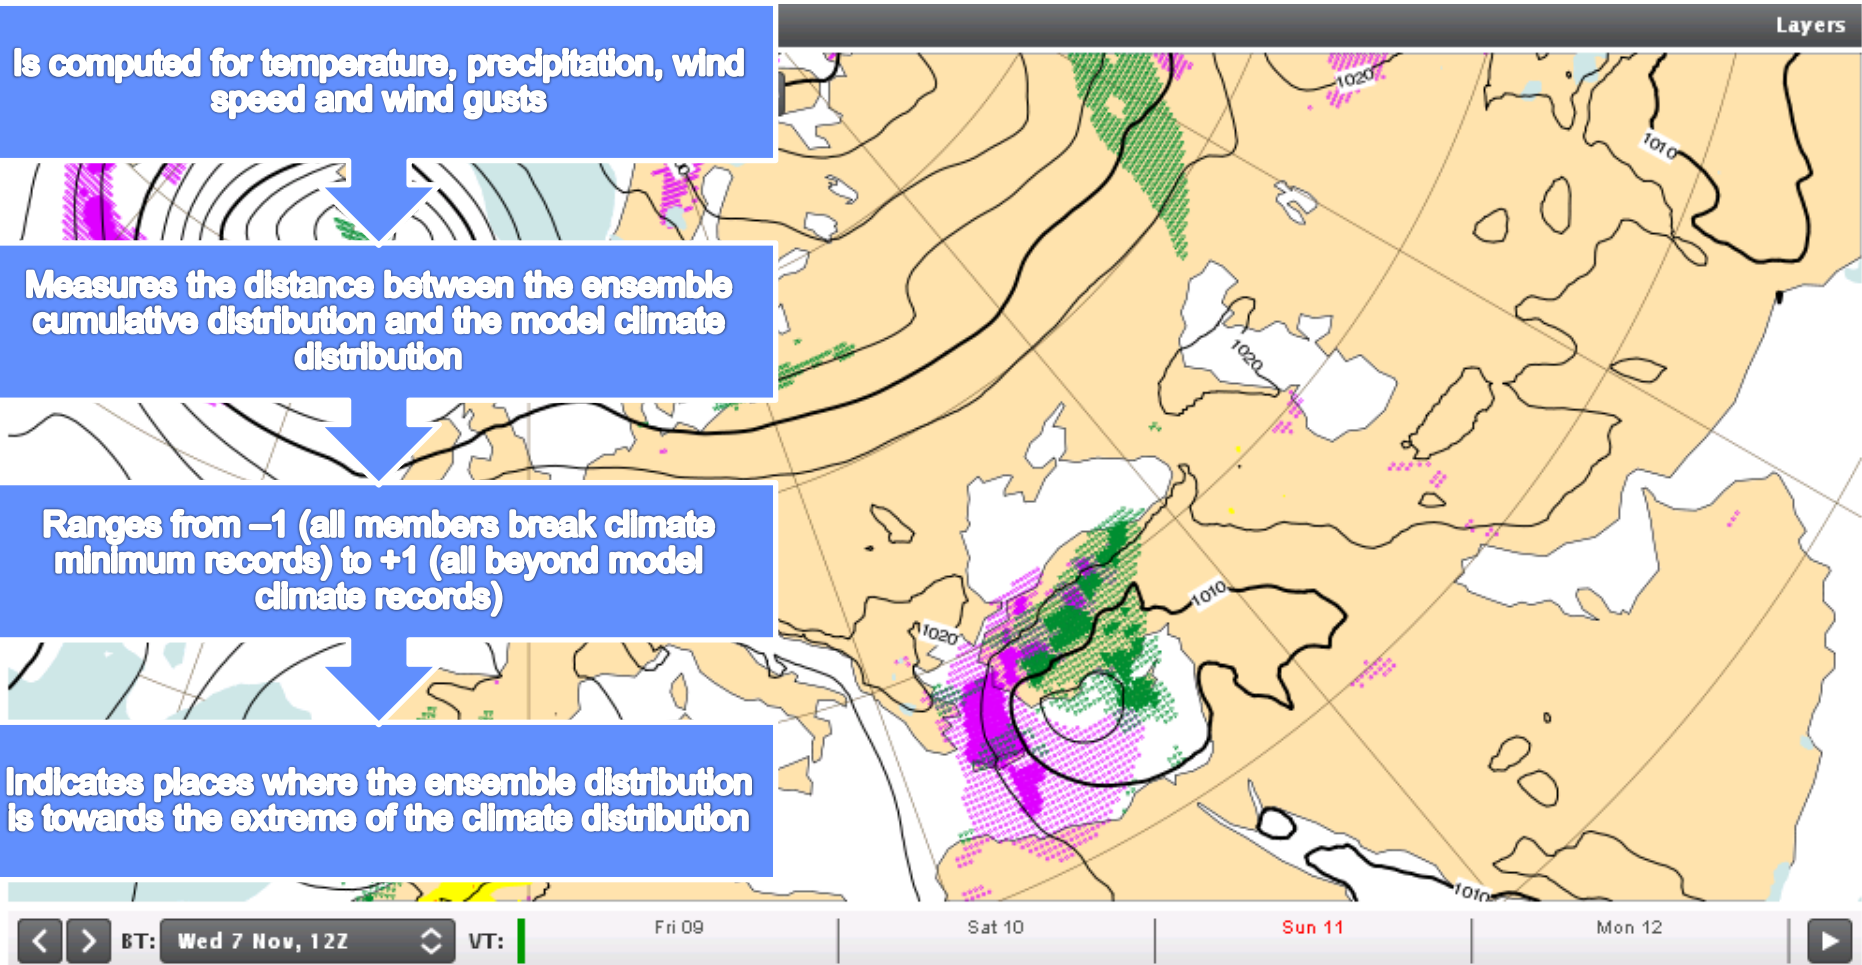 Layers
Is computed for temperature, precipitation, wind
speed and wind gusts
Measures the distance between the ensemble
cumulative distribution and the model climate
distribution
Ranges from –1 (all members break climate
minimum records) to +1 (all beyond model
climate records)
Indicates places where the ensemble distribution
is towards the extreme of the climate distribution
1020
1010
1020
1010
1020
1010
BT: Wed 7 Nov, 12Z VT: Fri 09 Sat 10 Sun 11 Mon 12